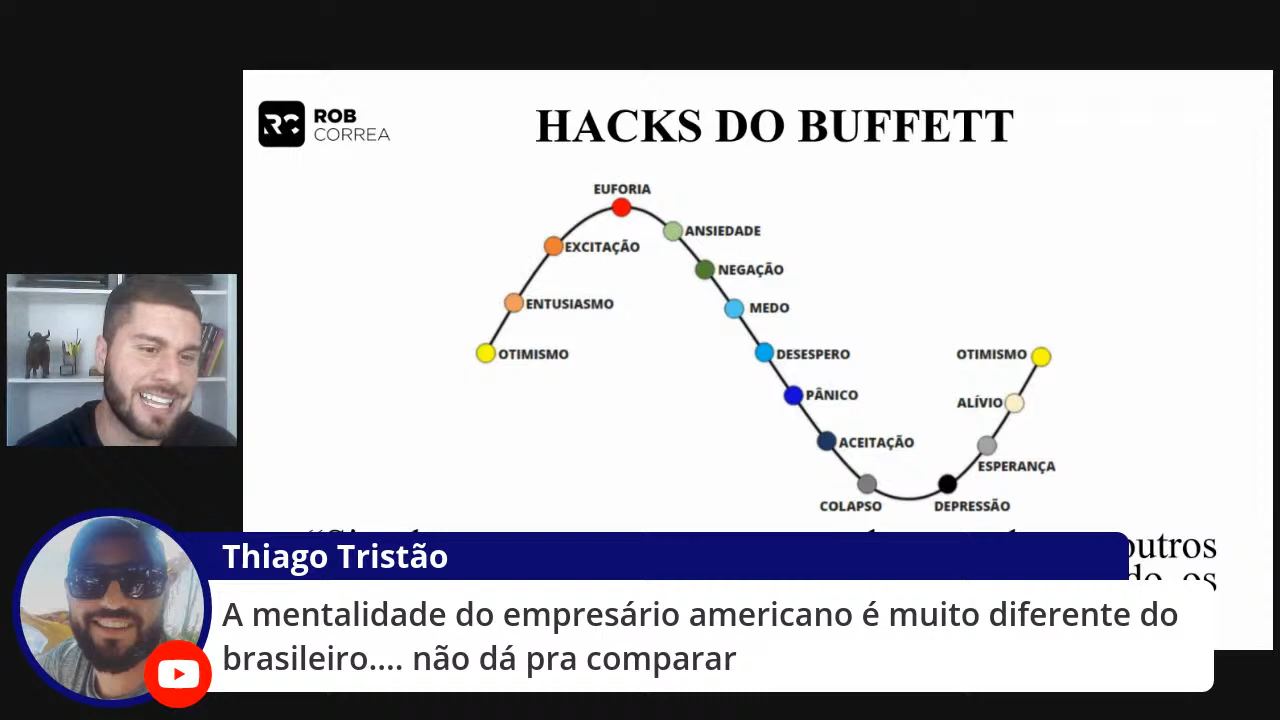 ROB
CORREA
HACKS DO BUFFETT
EUFORIA
ANSIEDADE
EXCITAÇÃO
NEGAÇÃO
ENTUSIASMO
MEDO
OTIMISMO
DESESPERO
OTIMISMO
PÂNICO
ALÍVIO
ACEITAÇÃO
ESPERANÇA
COLAPSO
DEPRESSÃO
outros
os
Thiago Tristão
A mentalidade do empresário americano é muito diferente do
brasileiro.... não dá pra comparar